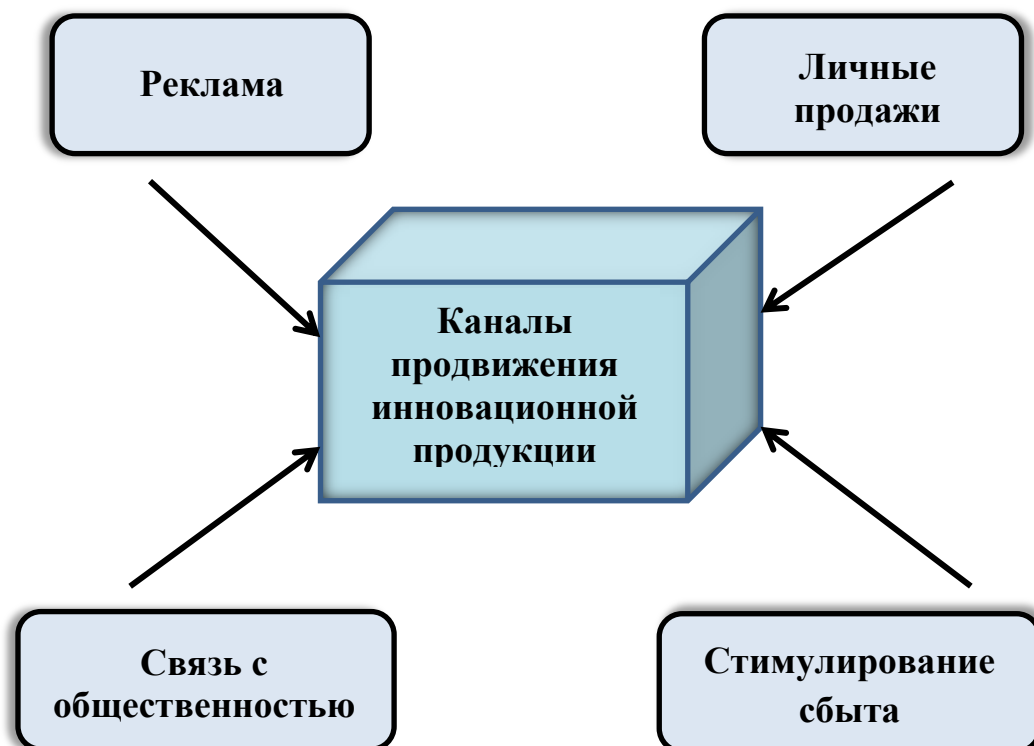 Реклама
Личные
продажи
Каналы
продвижения
инновационной
продукции
Связь с
общественностью
Стимулирование
сбыта